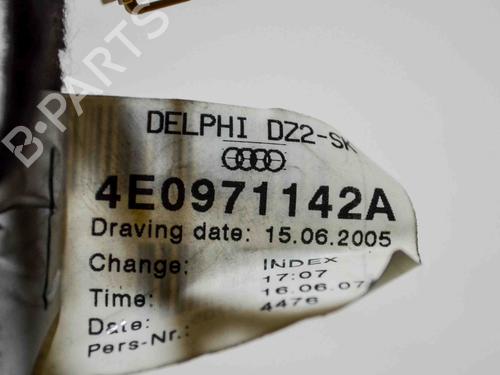 B-PARTS
DELPHI DZ2-SK
4E0971142A
Draving date: 15.06.2005
Change: INDEX
Time: 17:07
Date: 16.06.07
Pers-Nr.: 4476